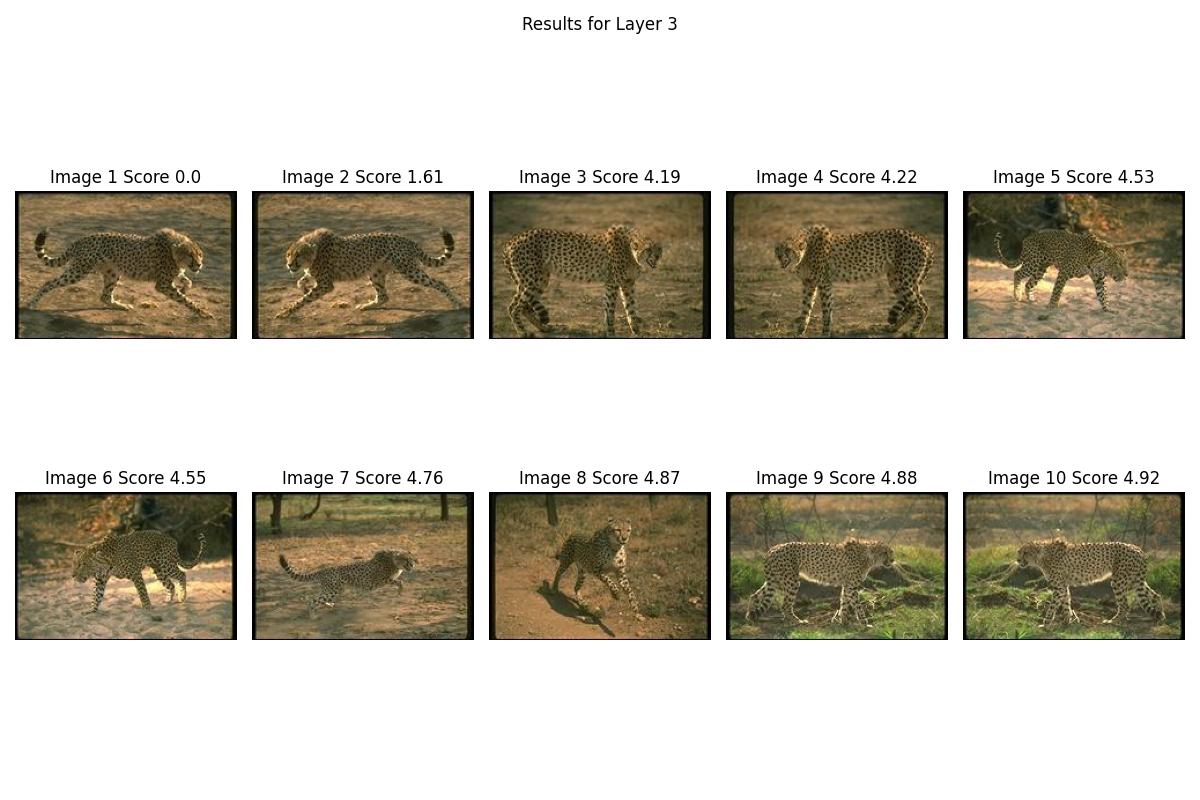 Results for Layer 3
Image 1 Score 0.0
Image 2 Score 1.61
Image 3 Score 4.19
Image 4 Score 4.22
Image 5 Score 4.53
Image 6 Score 4.55
Image 7 Score 4.76
Image 8 Score 4.87
Image 9 Score 4.88
Image 10 Score 4.92